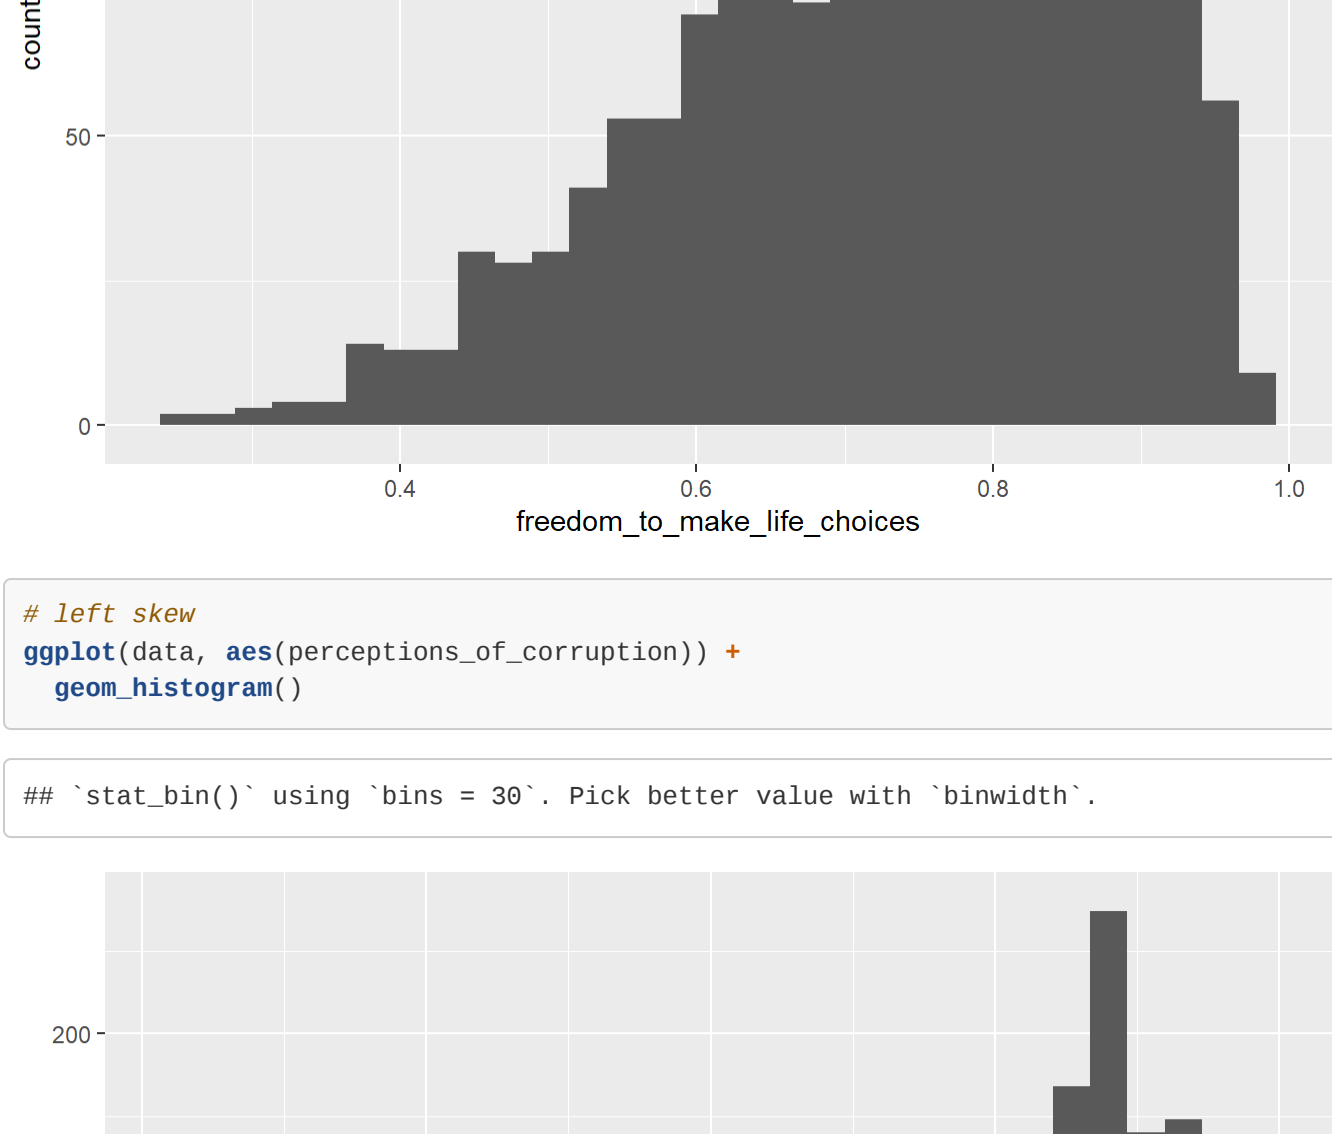 count
50
0
0.4 0.6 0.8 1.0
freedom_to_make_life_choices
# left skew
ggplot(data, aes(perceptions_of_corruption)) +
  geom_histogram()
## `stat_bin()` using `bins = 30`. Pick better value with `binwidth`.
200